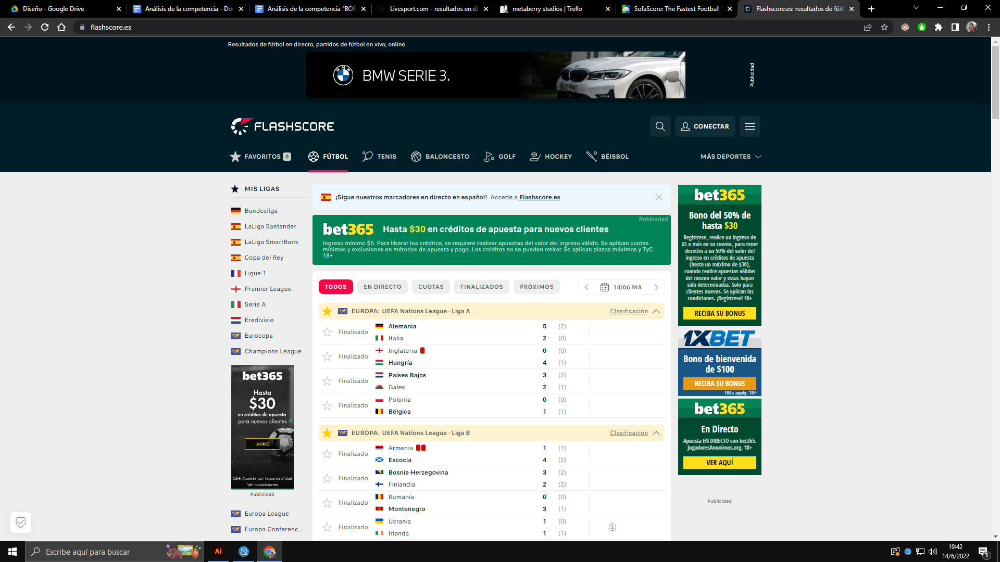 Diseño - Google Drive
Análisis de la competencia - Doc
Análisis de la competencia "BOR
Livesport.com - resultados en di
metaberry studios | Trello
SofaScore: The Fastest Football
Flashscore.es: resultados de fútb
flashscore.es
Resultados de fútbol en directo, partidos de fútbol en vivo, online
BMW SERIE 3.
Publicidad
FLASHSCORE
CONECTAR
FAVORITOS 0
FÚTBOL
TENIS
BALONCESTO
GOLF
HOCKEY
BÉISBOL
MÁS DEPORTES
MIS LIGAS
Bundesliga
LaLiga Santander
LaLiga SmartBank
Copa del Rey
Ligue 1
Premier League
Serie A
Eredivisie
Eurocopa
Champions League
bet365
Hasta
$30
en créditos de apuesta
para nuevos clientes
UNIRSE
18+ Apueste con responsabilidad
Ver condiciones
Publicidad
Europa League
Europa Conferenc...
¡Sigue nuestros marcadores en directo en español! Accede a Flashscore.es
Publicidad
bet365 Hasta $30 en créditos de apuesta para nuevos clientes
Ingreso mínimo $5. Para liberar los créditos, se requiere realizar apuestas del valor del ingreso válido. Se aplican cuotas
mínimas y exclusiones en métodos de apuesta y pago. Los créditos no se pueden retirar. Se aplican plazos máximos y TyC.
18+
TODOS
EN DIRECTO
CUOTAS
FINALIZADOS
PRÓXIMOS
14/06 MA
EUROPA: UEFA Nations League - Liga A Clasificación
Finalizado
Alemania 5 (2)
Italia 2 (0)
Finalizado
Inglaterra 0 (0)
Hungría 4 (1)
Finalizado
Países Bajos 3 (2)
Gales 2 (1)
Finalizado
Polonia 0 (0)
Bélgica 1 (1)
EUROPA: UEFA Nations League - Liga B Clasificación
Finalizado
Armenia 1 (1)
Escocia 4 (2)
Finalizado
Bosnia-Herzegovina 3 (2)
Finlandia 2 (2)
Finalizado
Rumanía 0 (0)
Montenegro 3 (1)
Finalizado
Ucrania 1 (0)
Irlanda 1 (1)
bet365
Bono del 50% de
hasta $30
Regístrese, realice un ingreso de
$5 o más en su cuenta, para tener
derecho a un 50% del valor del
ingreso en créditos de apuesta
(hasta un máximo de $30),
cuando realice apuestas válidas
del mismo valor y estas hayan
sido determinadas. Solo para
clientes nuevos. Se aplican las
condiciones. ¡Regístrese! 18+
RECIBA SU BONUS
1XBET
Bono de bienvenida
de $100
RECIBA SU BONUS
T&Cs apply. 18+
bet365
En Directo
Apuesta EN DIRECTO con bet365.
JugadoresAnonimos.org. 18+
VER AQUÍ
Publicidad
Escribe aquí para buscar
Ai
19:42
14/6/2022
1